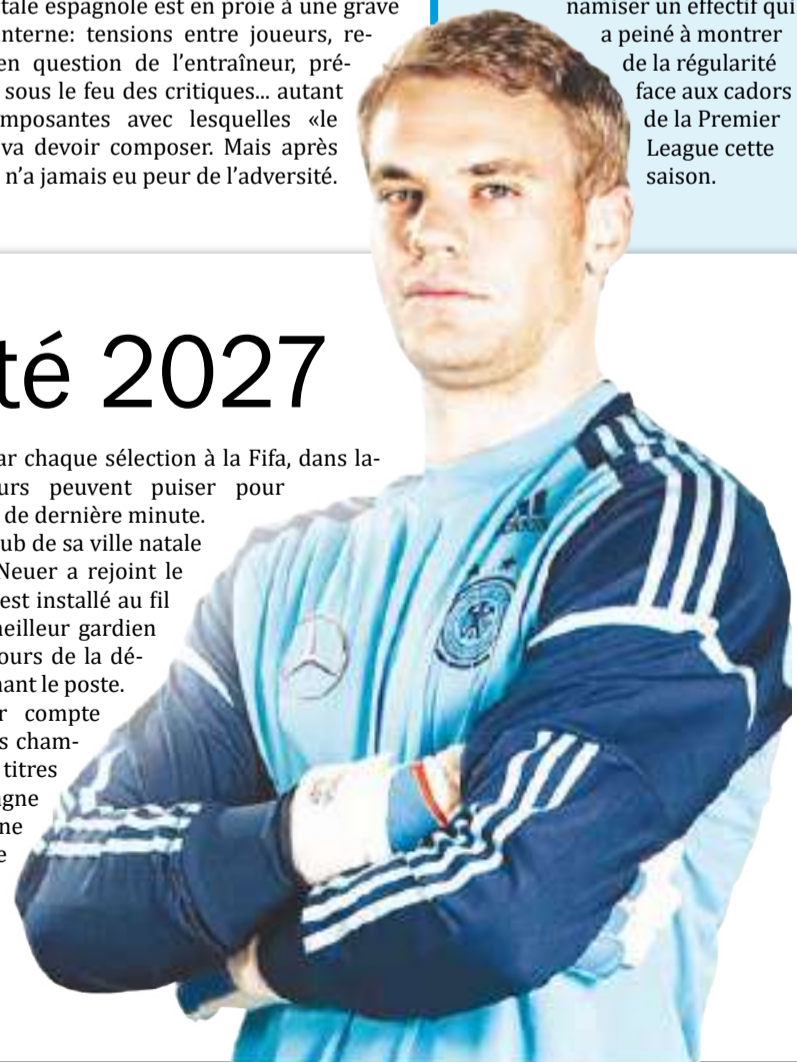 tale espagnole est en proie à une grave
nterne: tensions entre joueurs, re-
en question de l'entraîneur, pré-
sous le feu des critiques... autant
mposantes avec lesquelles «le
va devoir composer. Mais après
n'a jamais eu peur de l'adversité.
namiser un effectif qui
a peiné à montrer
de la régularité
face aux cadors
de la Premier
League cette
saison.
té 2027
ar chaque sélection à la Fifa, dans la-
urs peuvent puiser pour
de dernière minute.
ub de sa ville natale
Neuer a rejoint le
est installé au fil
eilleur gardien
ours de la dé-
nant le poste.
r compte
s cham-
titres
agne
ne
e
adidas